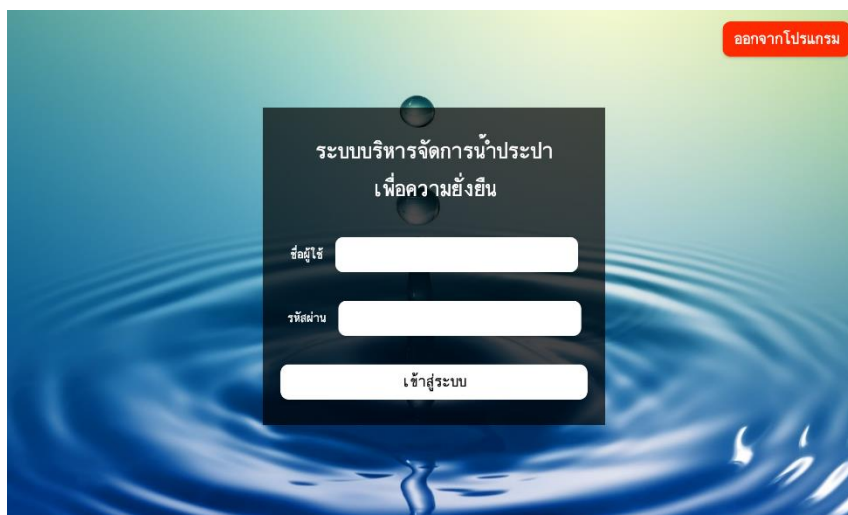 ออกจากโปรแกรม
ระบบบริหารจัดการน้ำประปา
เพื่อความยั่งยืน
ชื่อผู้ใช้
รหัสผ่าน
เข้าสู่ระบบ